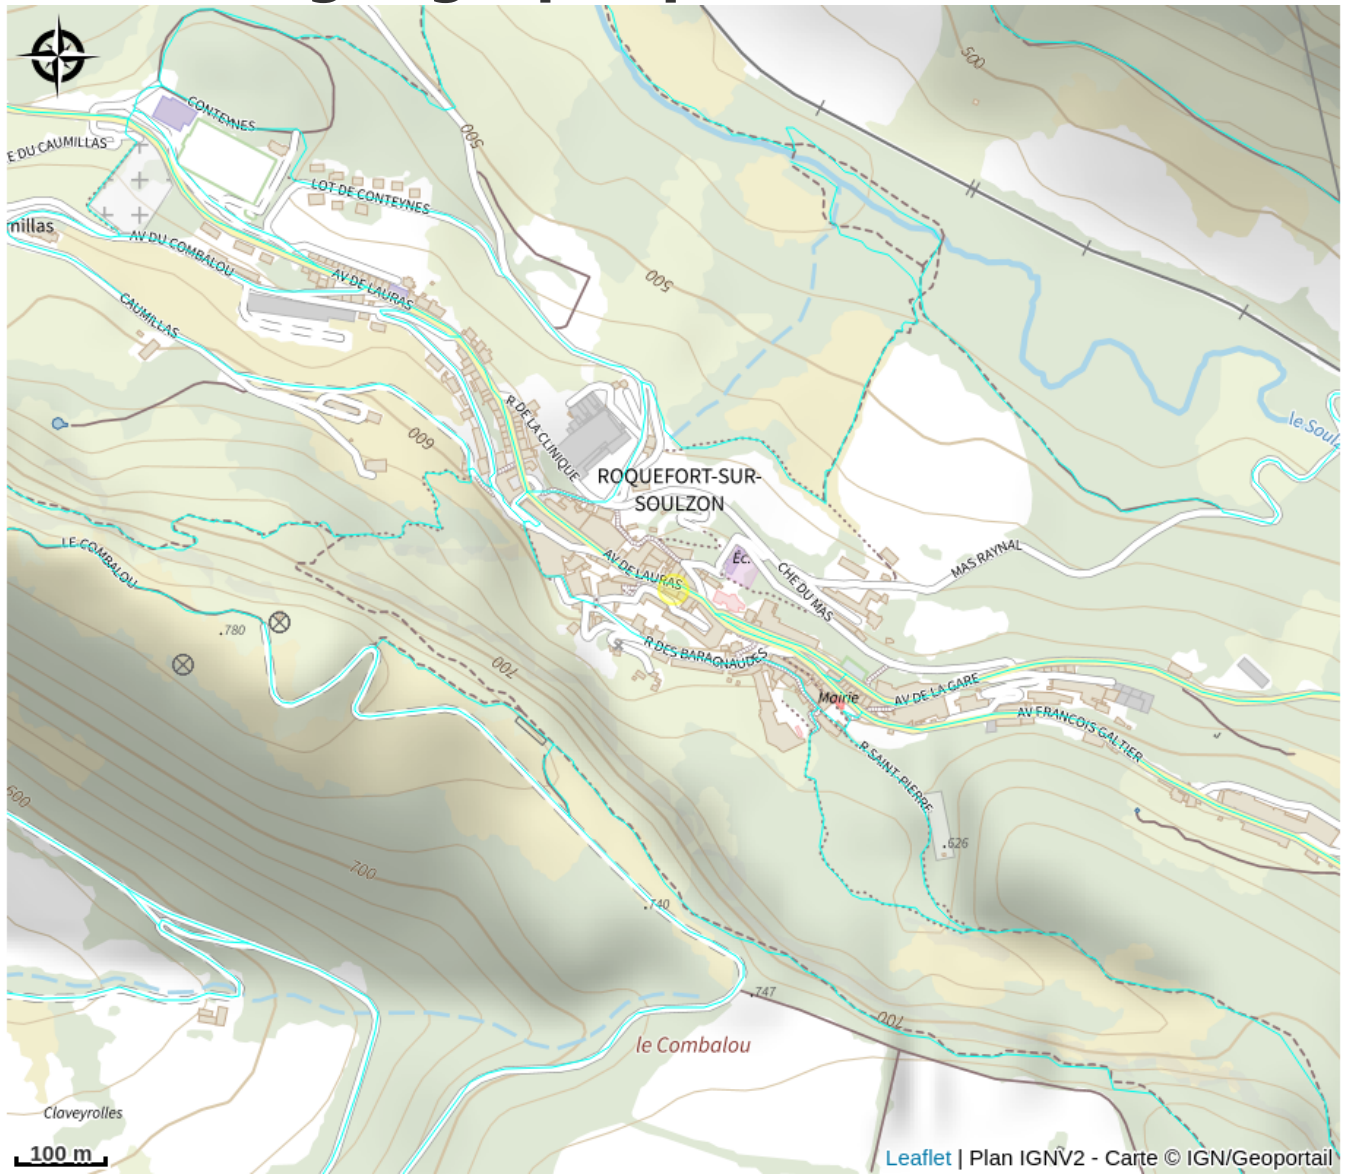 500
CONTEYNES
500
E DU CAUMILLAS
LOT DE CONTEYNES
millas
AV DU COMBALOU
AV DE LAURAS
500
CAUMILLAS
R DE LA CLINIQUE
600
le Soulz
ROQUEFORT-SUR-
SOULZON
LE COMBALOU
AV DE LAURAS
Éc.
CHE DU MAS
MAS RAYNAL
.780
700
R DES BARAGNAUDES
Mairie
AV DE LA GARE
AV FRANCOIS GALTIER
R SAINT-PIERRE
600
.626
700
.740
.747
700
le Combalou
Claveyrolles
100 m
Leaflet | Plan IGNV2 - Carte © IGN/Geoportail